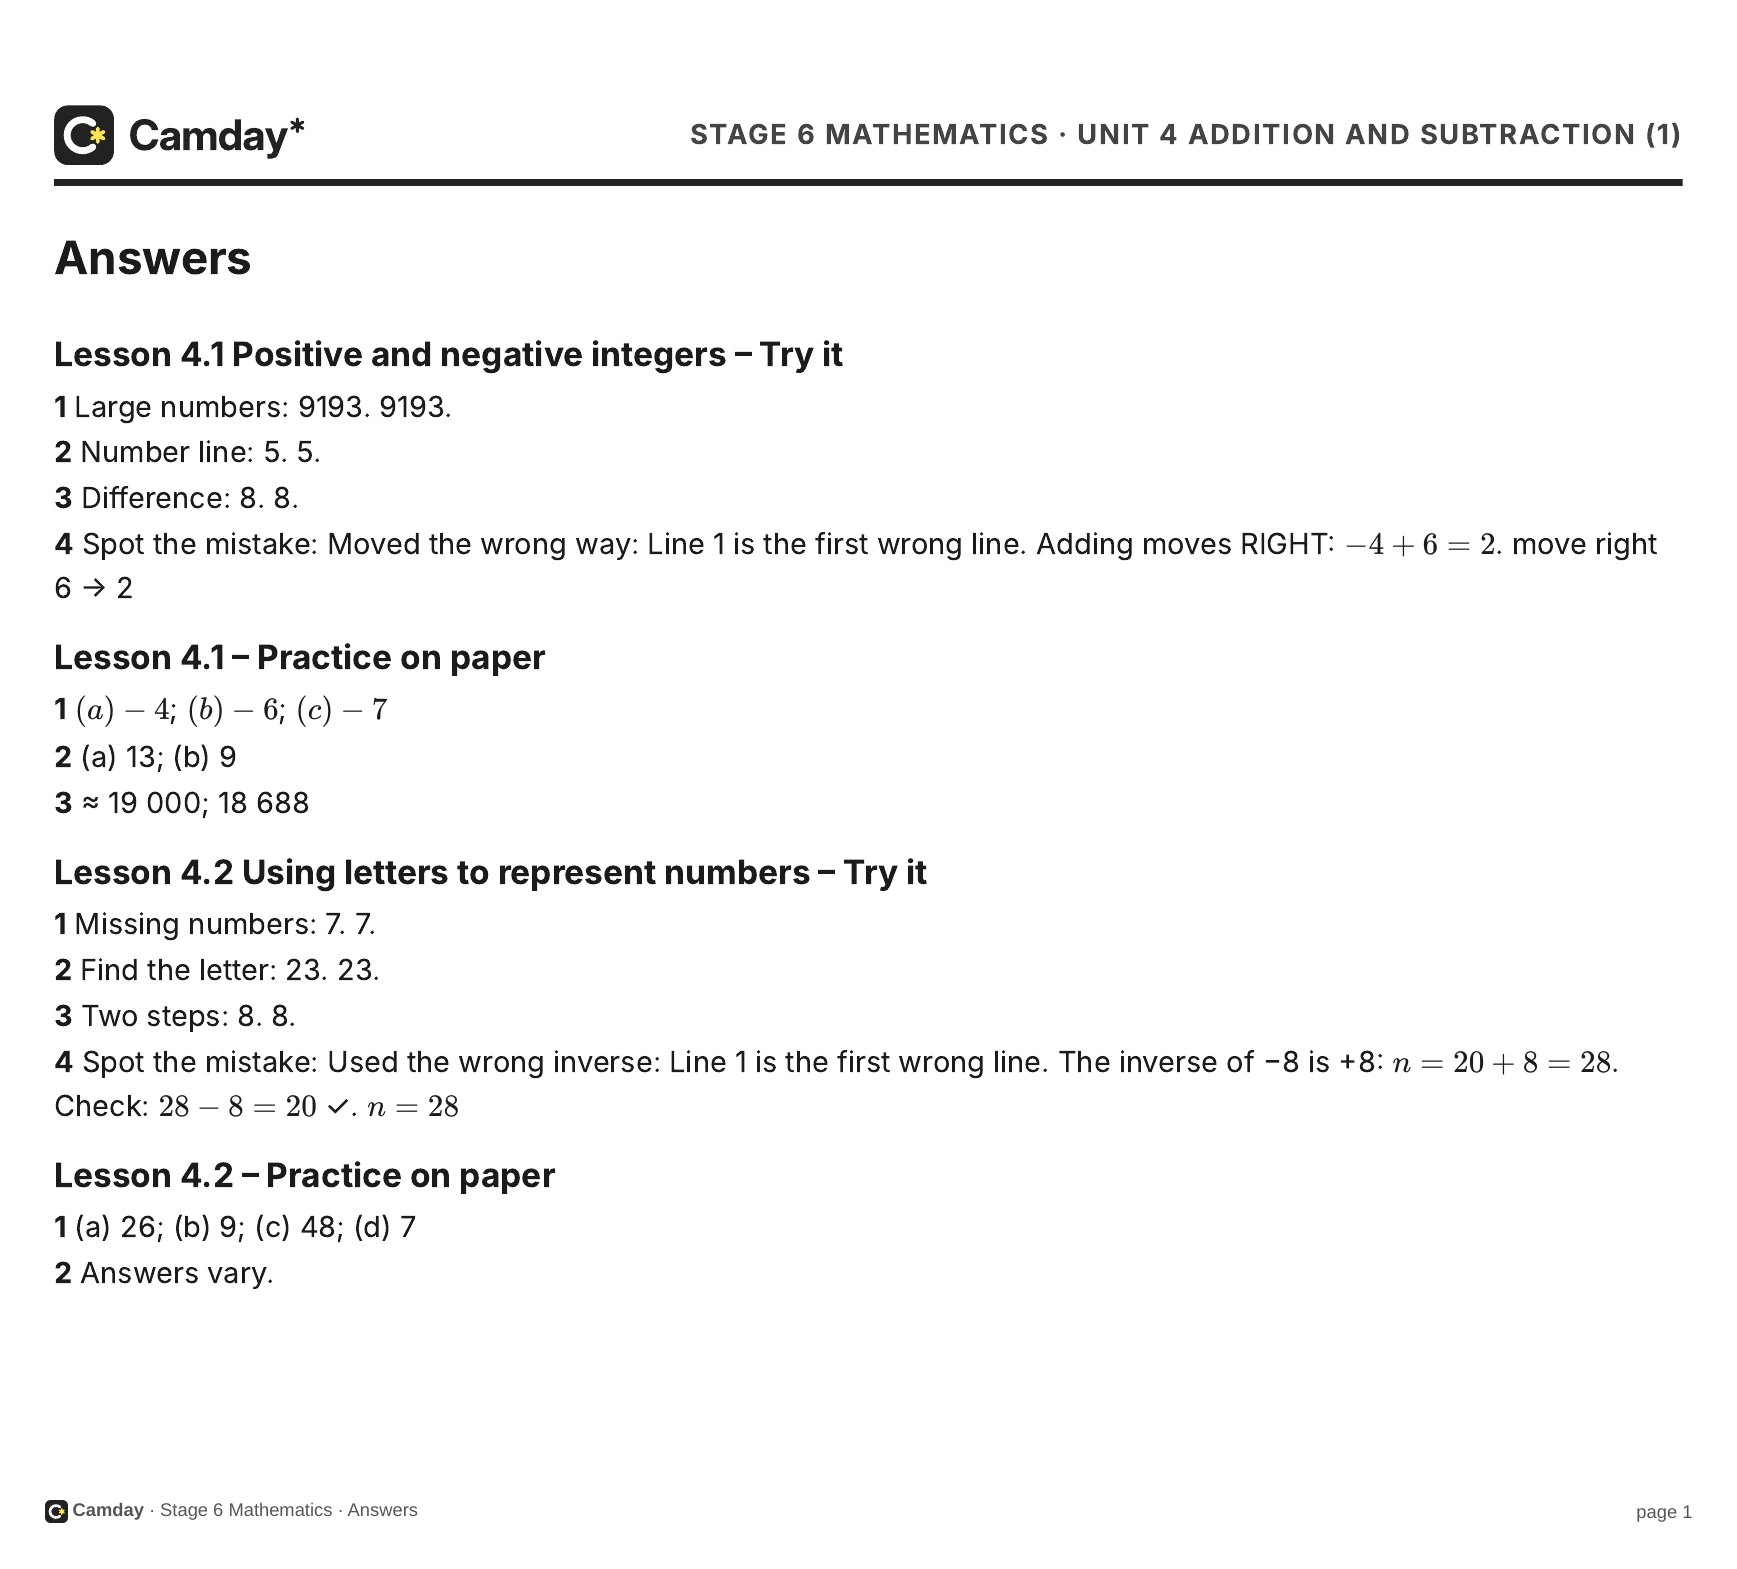 Camday*
STAGE 6 MATHEMATICS · UNIT 4 ADDITION AND SUBTRACTION (1)
Answers
Lesson 4.1 Positive and negative integers – Try it
1 Large numbers: 9193. 9193.
2 Number line: 5. 5.
3 Difference: 8. 8.
4 Spot the mistake: Moved the wrong way: Line 1 is the first wrong line. Adding moves RIGHT: −4 + 6 = 2. move right
6 → 2
Lesson 4.1 – Practice on paper
1 (a) − 4; (b) − 6; (c) − 7
2 (a) 13; (b) 9
3 ≈ 19 000; 18 688
Lesson 4.2 Using letters to represent numbers – Try it
1 Missing numbers: 7. 7.
2 Find the letter: 23. 23.
3 Two steps: 8. 8.
4 Spot the mistake: Used the wrong inverse: Line 1 is the first wrong line. The inverse of −8 is +8: n = 20 + 8 = 28.
Check: 28 − 8 = 20 ✓. n = 28
Lesson 4.2 – Practice on paper
1 (a) 26; (b) 9; (c) 48; (d) 7
2 Answers vary.
Camday · Stage 6 Mathematics · Answers
page 1